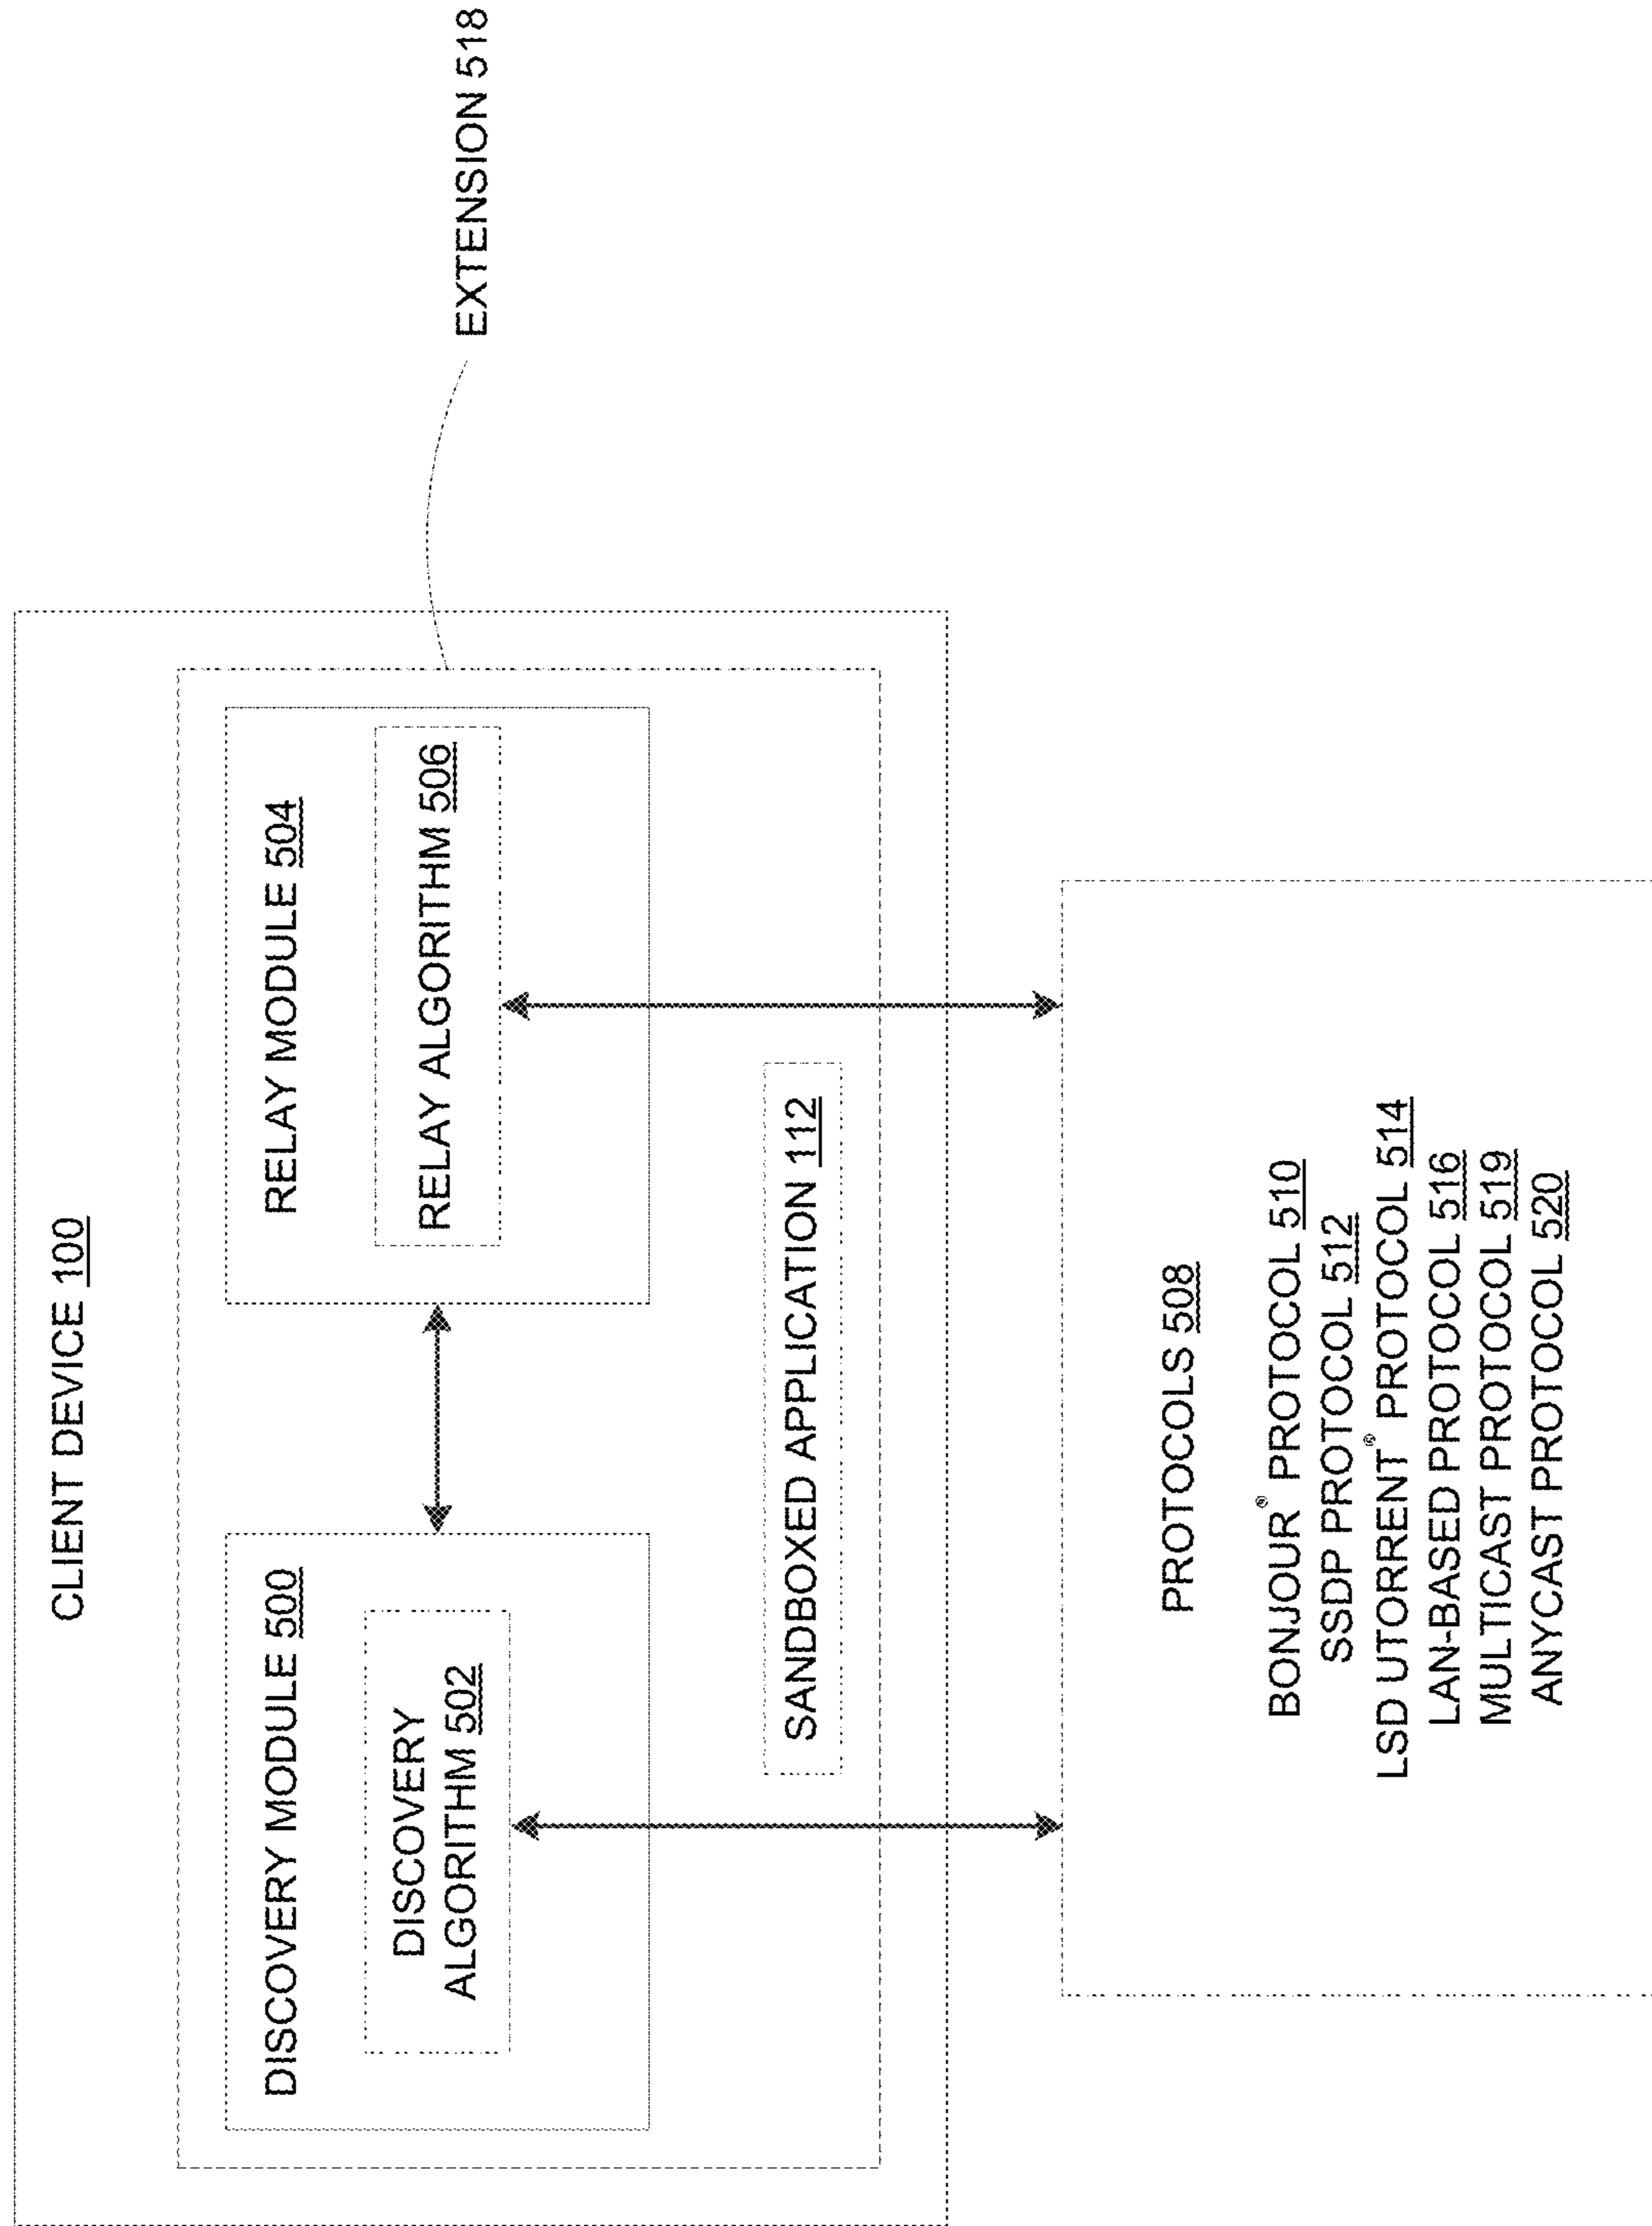 CLIENT DEVICE 100
DISCOVERY MODULE 500
DISCOVERY
ALGORITHM 502
RELAY MODULE 504
RELAY ALGORITHM 506
SANDBOXED APPLICATION 112
EXTENSION 518
PROTOCOLS 508
BONJOUR® PROTOCOL 510
SSDP PROTOCOL 512
LSD UTORRENT® PROTOCOL 514
LAN-BASED PROTOCOL 516
MULTICAST PROTOCOL 519
ANYCAST PROTOCOL 520